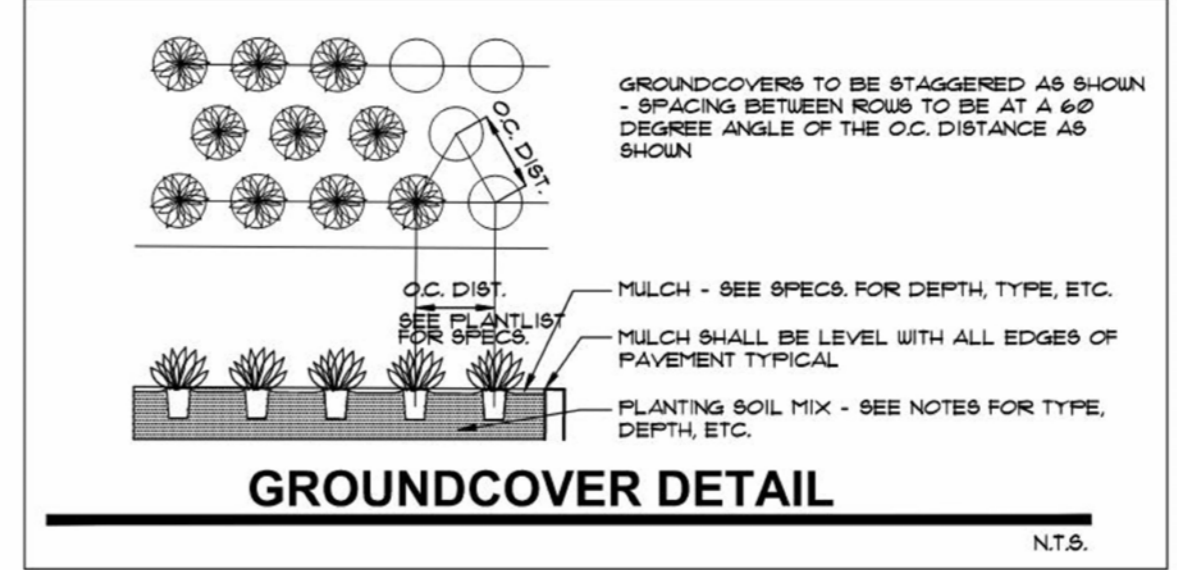 GROUNDCOVERS TO BE STAGGERED AS SHOWN
- SPACING BETWEEN ROWS TO BE AT A 60
DEGREE ANGLE OF THE O.C. DISTANCE AS
SHOWN
O.C. DIST.
O.C. DIST.
SEE PLANTLIST
FOR SPECS.
MULCH - SEE SPECS. FOR DEPTH, TYPE, ETC.
MULCH SHALL BE LEVEL WITH ALL EDGES OF
PAVEMENT TYPICAL
PLANTING SOIL MIX - SEE NOTES FOR TYPE,
DEPTH, ETC.
GROUNDCOVER DETAIL
N.T.S.